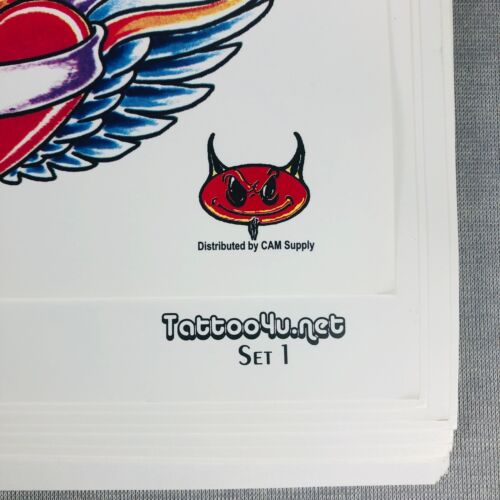 Distributed by CAM Supply
Tattoo4u.net
SET 1